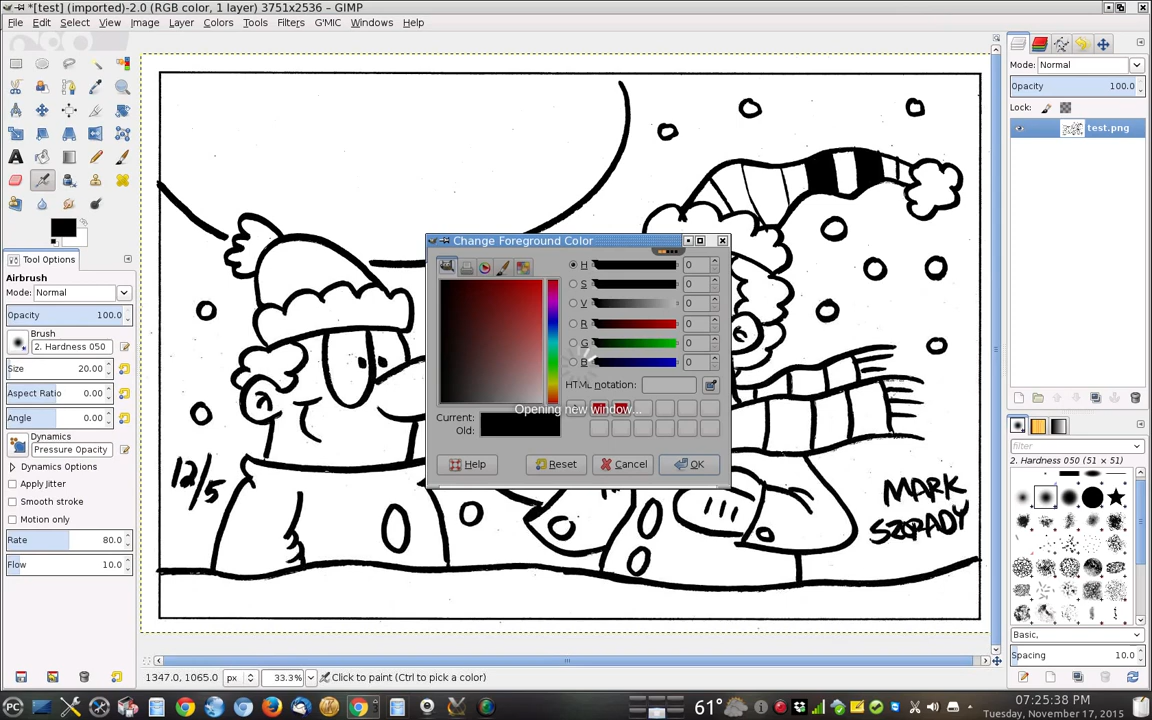 *[test] (imported)-2.0 (RGB color, 1 layer) 3751x2536 – GIMP
File Edit Select View Image Layer Colors Tools Filters G'MIC Windows Help
Tool Options
Airbrush
Mode: Normal
Opacity 100.0
Brush
2. Hardness 050
Size 20.00
Aspect Ratio 0.00
Angle 0.00
Dynamics
Pressure Opacity
Dynamics Options
Apply Jitter
Smooth stroke
Motion only
Rate 80.0
Flow 10.0
12/5
MARK
SZORADY
Change Foreground Color
H 0
S 0
V 0
R 0
G 0
B 0
HTML notation:
Opening new window...
Current:
Old:
Help Reset Cancel OK
Mode: Normal
Opacity 100.0
Lock:
test.png
filter
2. Hardness 050 (51 × 51)
Basic,
Spacing 10.0
1347.0, 1065.0 px 33.3% Click to paint (Ctrl to pick a color)
PC
61°
07:25:38 PM
Tuesday, November 17, 2015